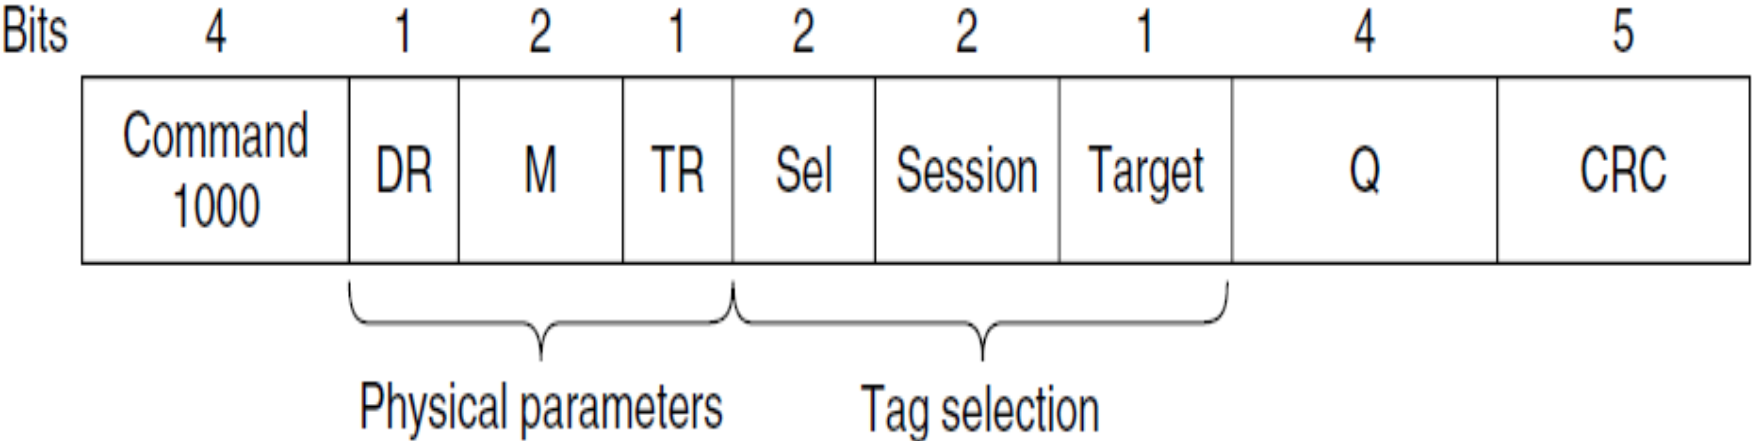 Bits 4 1 2 1 2 2 1 4 5
Command 1000 DR M TR Sel Session Target Q CRC
Physical parameters Tag selection